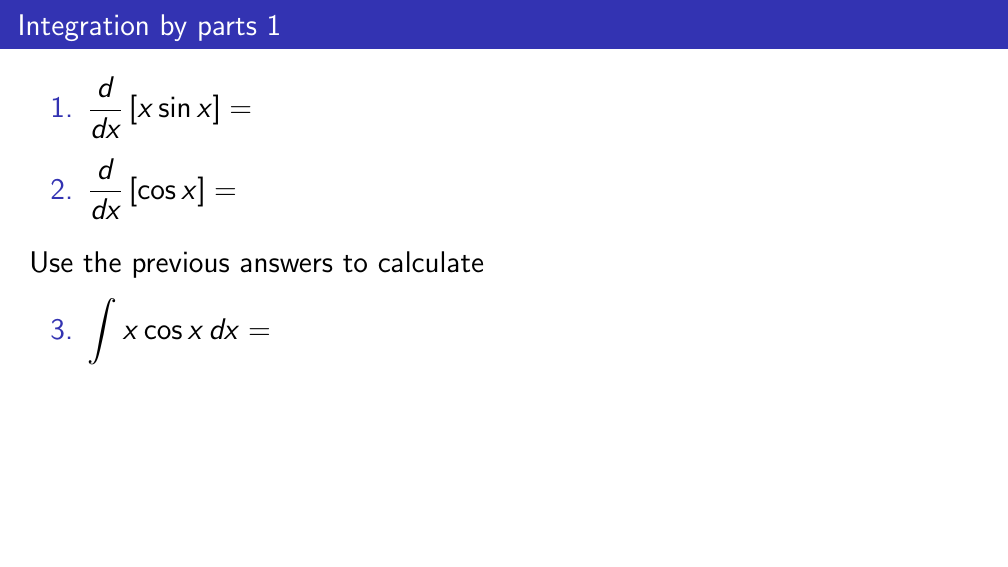 Integration by parts 1
1. d/dx [x sin x] =
2. d/dx [cos x] =
Use the previous answers to calculate
3. ∫ x cos x dx =